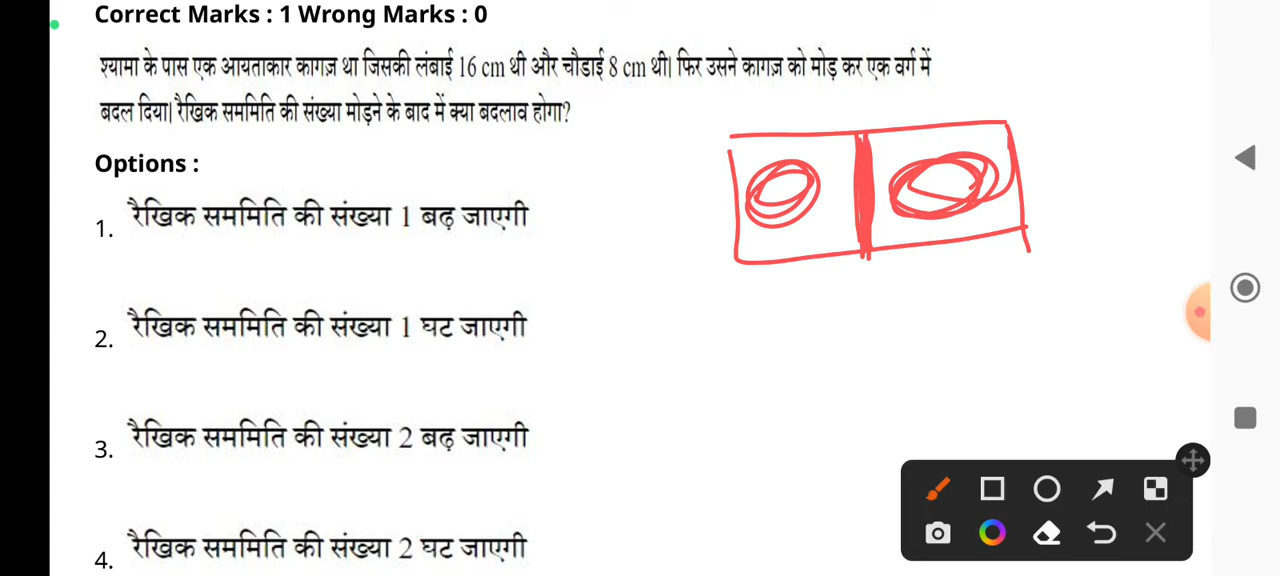 Correct Marks : 1 Wrong Marks : 0
श्यामा के पास एक आयताकार कागज़ था जिसकी लंबाई 16 cm थी और चौडाई 8 cm थी। फिर उसने कागज़ को मोड़ कर एक वर्ग में
बदल दिया। रैखिक सममिति की संख्या मोड़ने के बाद में क्या बदलाव होगा?
Options :
1. रैखिक सममिति की संख्या 1 बढ़ जाएगी
2. रैखिक सममिति की संख्या 1 घट जाएगी
3. रैखिक सममिति की संख्या 2 बढ़ जाएगी
4. रैखिक सममिति की संख्या 2 घट जाएगी